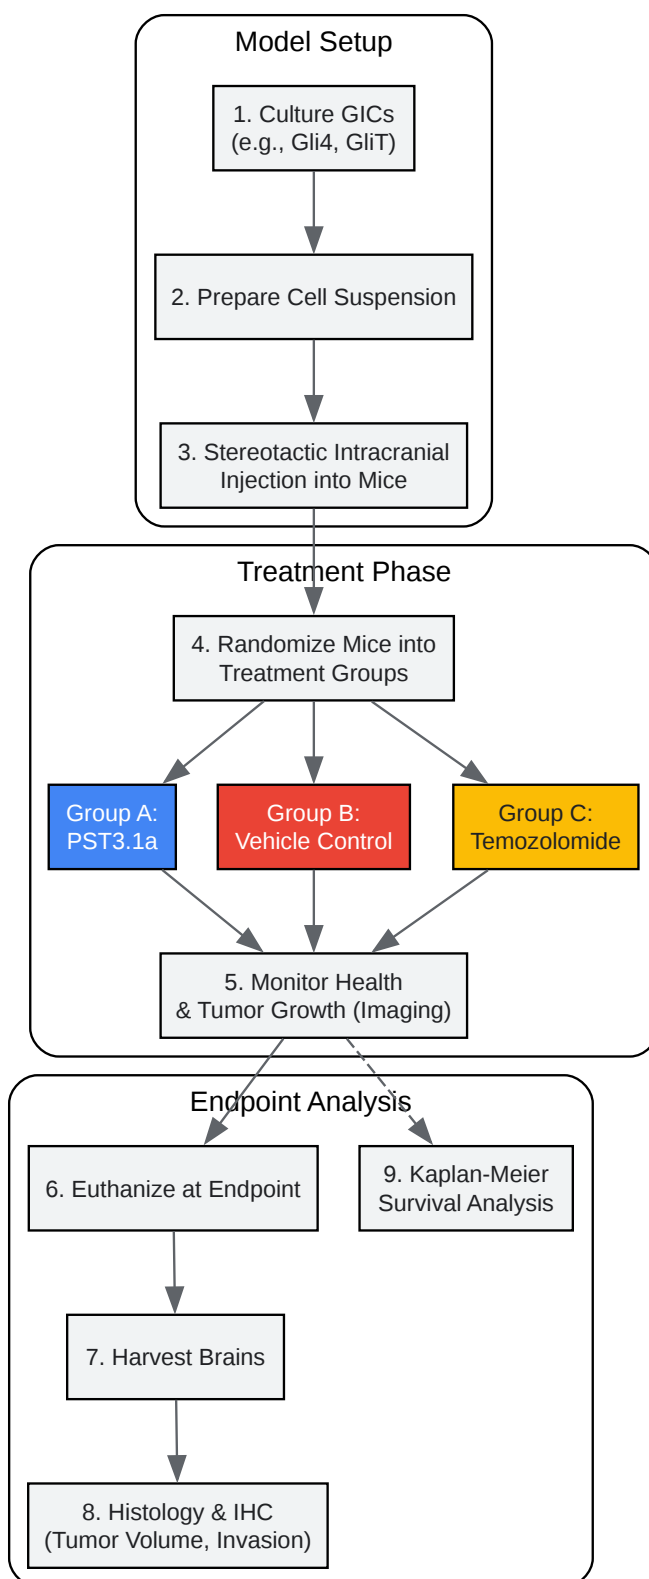 Model Setup
1. Culture GICs
(e.g., Gli4, GliT)
2. Prepare Cell Suspension
3. Stereotactic Intracranial
Injection into Mice
Treatment Phase
4. Randomize Mice into
Treatment Groups
Group A:
PST3.1a
Group B:
Vehicle Control
Group C:
Temozolomide
5. Monitor Health
& Tumor Growth (Imaging)
Endpoint Analysis
6. Euthanize at Endpoint
9. Kaplan-Meier
Survival Analysis
7. Harvest Brains
8. Histology & IHC
(Tumor Volume, Invasion)